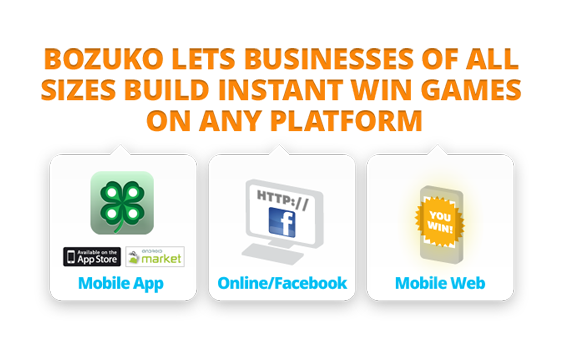 BOZUKO LETS BUSINESSES OF ALL
SIZES BUILD INSTANT WIN GAMES
ON ANY PLATFORM
Available on the
App Store
ANDROID
market
Mobile App
HTTP://
f
Online/Facebook
YOU
WIN!
Mobile Web